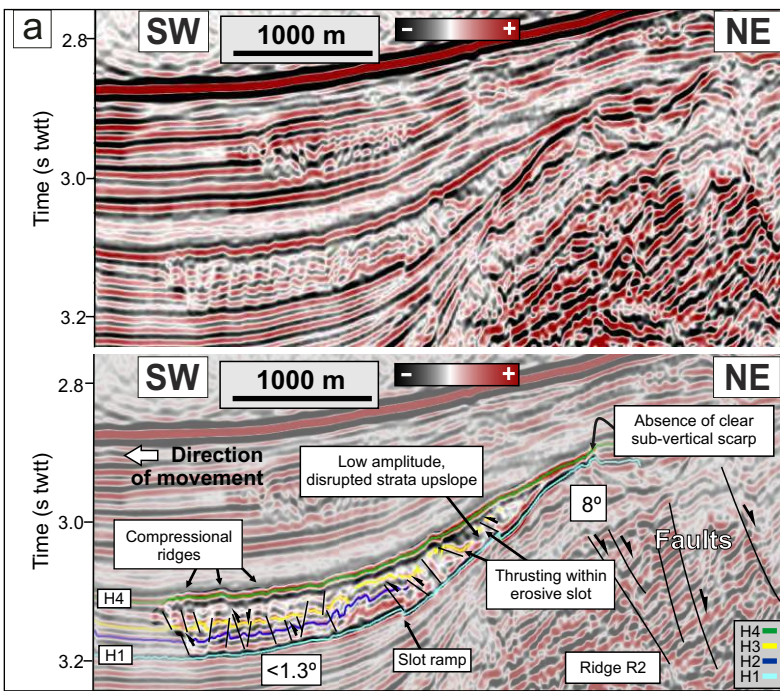 a
SW
1000 m
- +
NE
2.8
3.0
3.2
Time (s twtt)
SW
1000 m
- +
NE
2.8
3.0
3.2
Time (s twtt)
Absence of clear
sub-vertical scarp
Direction
of movement
Low amplitude,
disrupted strata upslope
8º
Compressional
ridges
Faults
Thrusting within
erosive slot
H4
H1
<1.3º
Slot ramp
Ridge R2
H4
H3
H2
H1